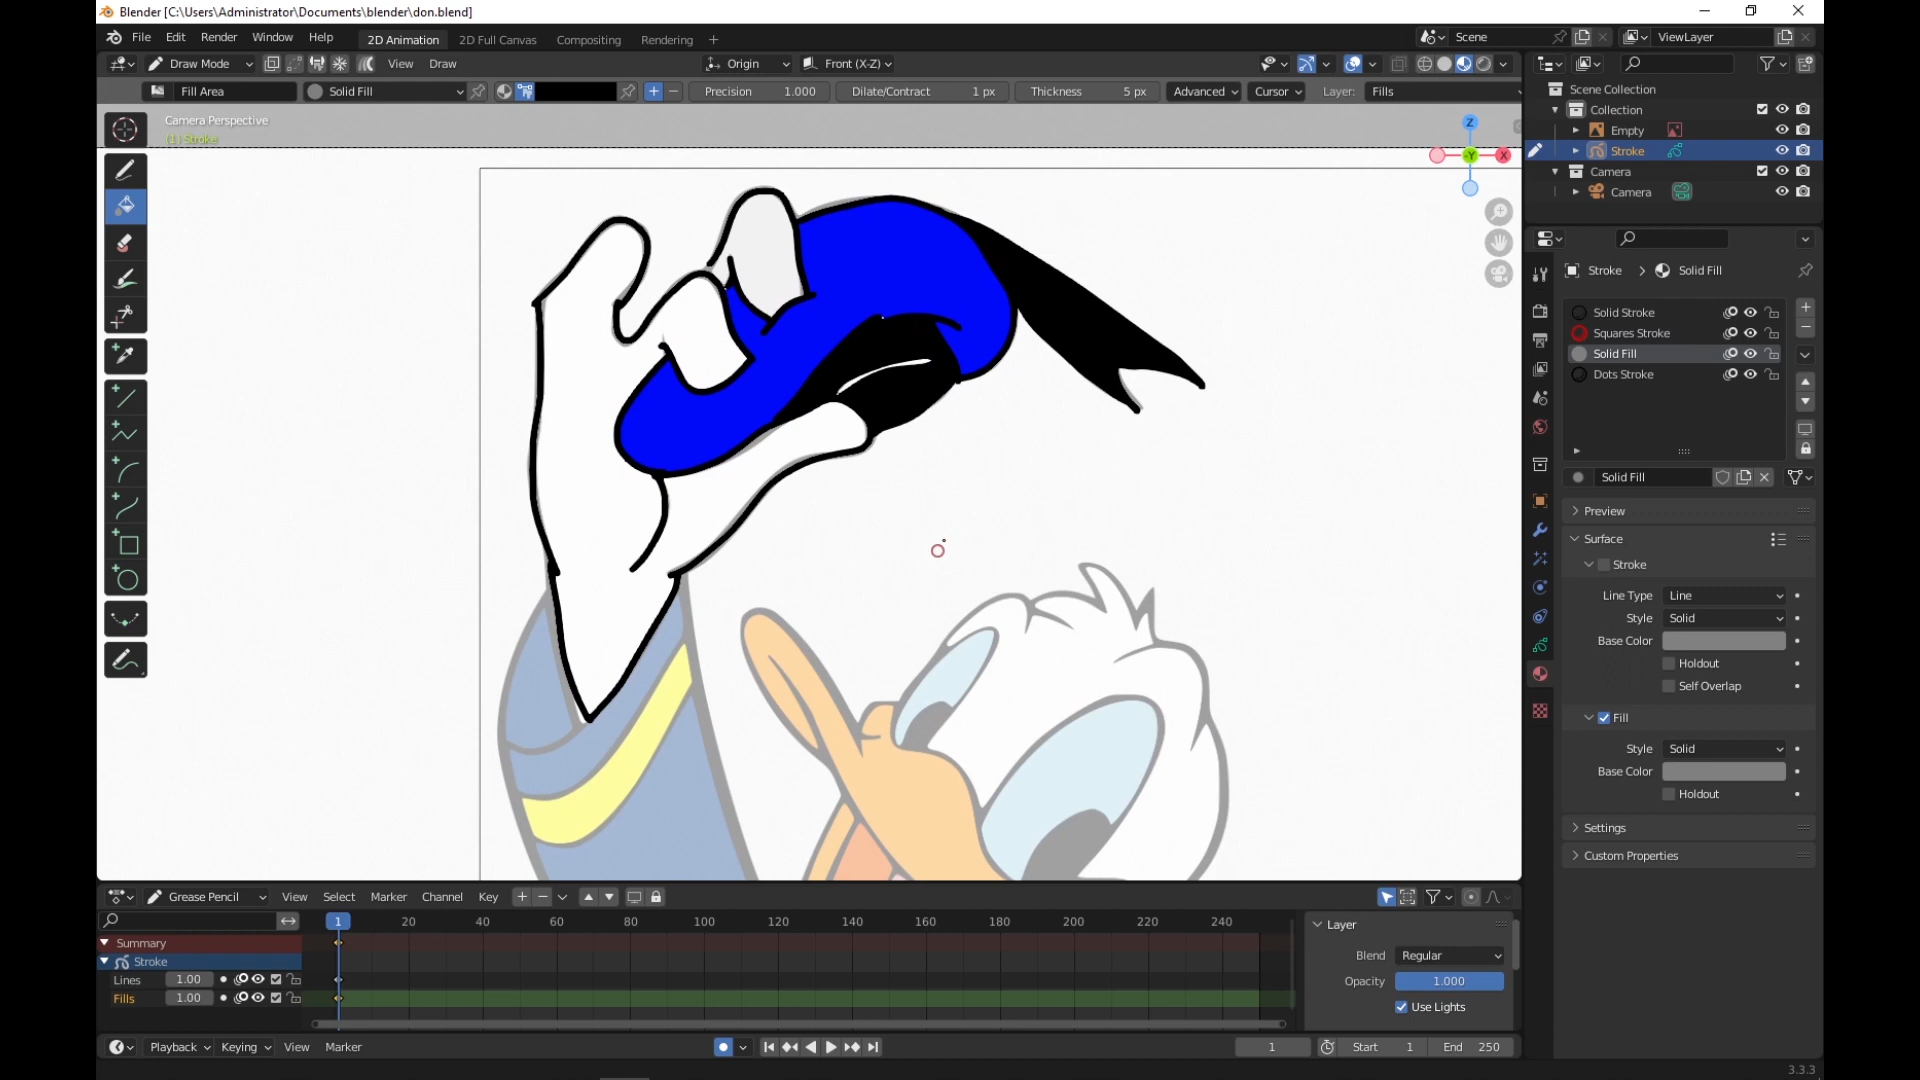 Blender [C:\Users\Administrator\Documents\blender\don.blend]
File Edit Render Window Help 2D Animation 2D Full Canvas Compositing Rendering + Scene ViewLayer
Draw Mode View Draw Origin Front (X-Z)
Fill Area Solid Fill Precision 1.000 Dilate/Contract 1 px Thickness 5 px Advanced Cursor Layer: Fills
Camera Perspective
(1) Stroke
Z
-Y
X
Scene Collection
Collection
Empty
Stroke
Camera
Camera
Stroke > Solid Fill
Solid Stroke
Squares Stroke
Solid Fill
Dots Stroke
Solid Fill
Preview
Surface
Stroke
Line Type Line
Style Solid
Base Color
Holdout
Self Overlap
Fill
Style Solid
Base Color
Holdout
Settings
Custom Properties
Grease Pencil View Select Marker Channel Key
1 20 40 60 80 100 120 140 160 180 200 220 240
Summary
Stroke
Lines 1.00
Fills 1.00
Layer
Blend Regular
Opacity 1.000
Use Lights
Playback Keying View Marker 1 Start 1 End 250
3.3.3